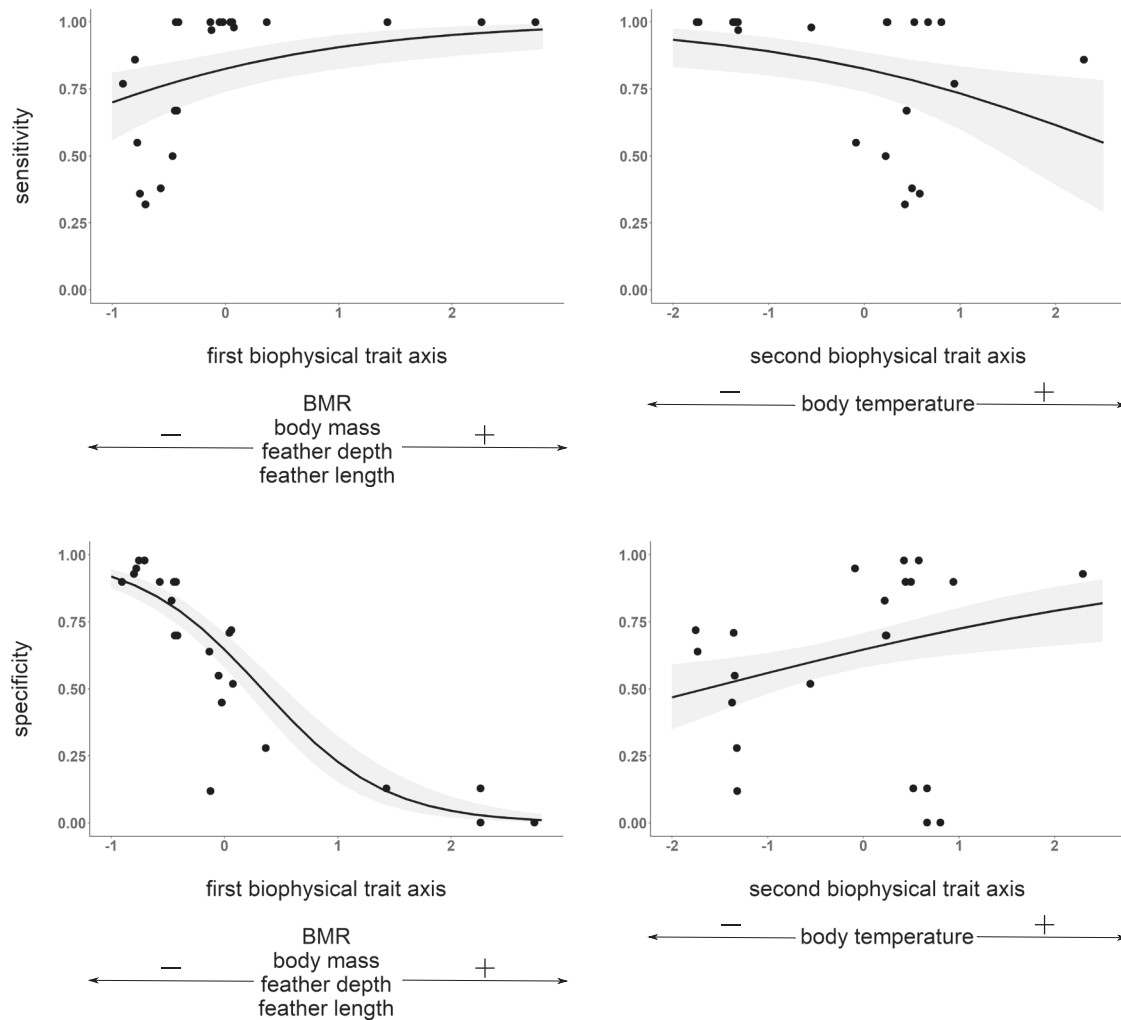 1.00
0.75
0.50
0.25
0.00
sensitivity
-1 0 1 2
first biophysical trait axis
− +
BMR
body mass
feather depth
feather length
1.00
0.75
0.50
0.25
0.00
-2 -1 0 1 2
second biophysical trait axis
− +
body temperature
1.00
0.75
0.50
0.25
0.00
specificity
-1 0 1 2
first biophysical trait axis
− +
BMR
body mass
feather depth
feather length
1.00
0.75
0.50
0.25
0.00
-2 -1 0 1 2
second biophysical trait axis
− +
body temperature